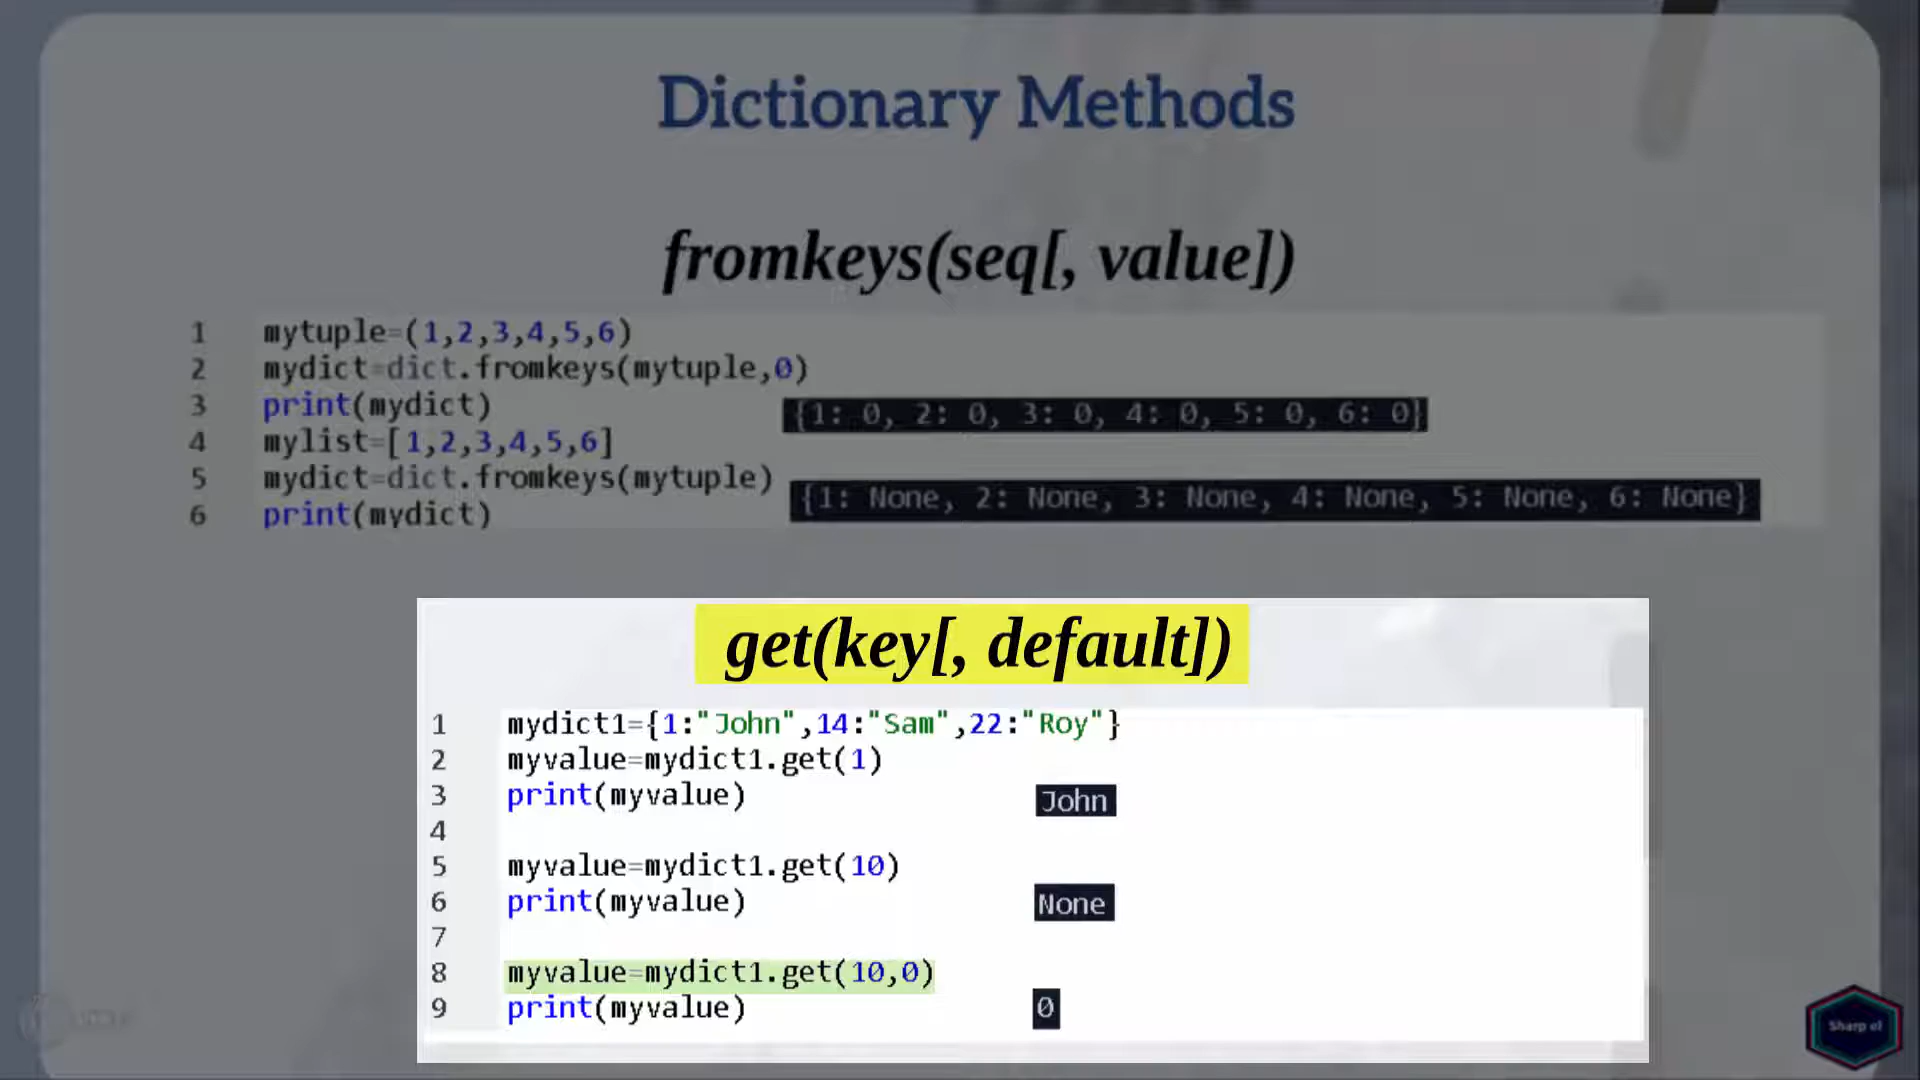 Dictionary Methods
fromkeys(seq[, value])
1 mytuple=(1,2,3,4,5,6)
2 mydict=dict.fromkeys(mytuple,0)
3 print(mydict)
{1: 0, 2: 0, 3: 0, 4: 0, 5: 0, 6: 0}
4 mylist=[1,2,3,4,5,6]
5 mydict=dict.fromkeys(mytuple)
{1: None, 2: None, 3: None, 4: None, 5: None, 6: None}
6 print(mydict)
get(key[, default])
1 mydict1={1:"John",14:"Sam",22:"Roy"}
2 myvalue=mydict1.get(1)
3 print(myvalue) John
4
5 myvalue=mydict1.get(10)
6 print(myvalue) None
7
8 myvalue=mydict1.get(10,0)
9 print(myvalue) 0